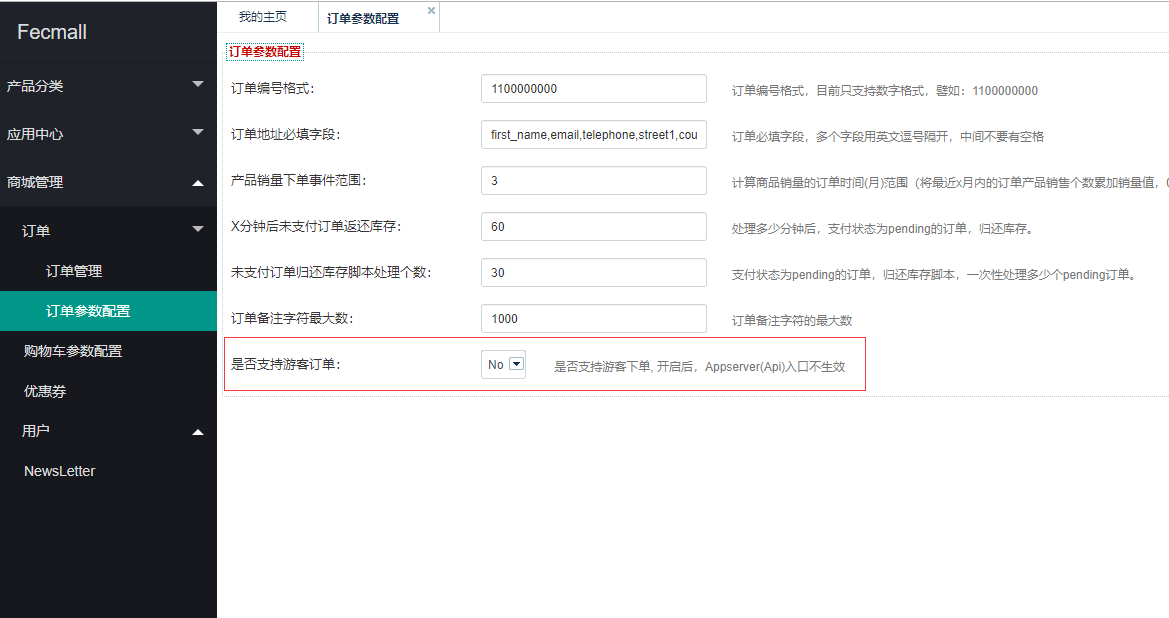 Fecmall
产品分类
应用中心
商城管理
订单
订单管理
订单参数配置
购物车参数配置
优惠券
用户
NewsLetter
我的主页
订单参数配置
订单参数配置
订单编号格式: 1100000000 订单编号格式，目前只支持数字格式，譬如：1100000000
订单地址必填字段: first_name,email,telephone,street1,cou 订单必填字段，多个字段用英文逗号隔开，中间不要有空格
产品销量下单事件范围: 3 计算商品销量的订单时间(月)范围（将最近x月内的订单产品销售个数累加销量值，
X分钟后未支付订单返还库存: 60 处理多少分钟后，支付状态为pending的订单，归还库存。
未支付订单归还库存脚本处理个数: 30 支付状态为pending的订单，归还库存脚本，一次性处理多少个pending订单。
订单备注字符最大数: 1000 订单备注字符的最大数
是否支持游客订单: No 是否支持游客下单, 开启后，Appserver(Api)入口不生效